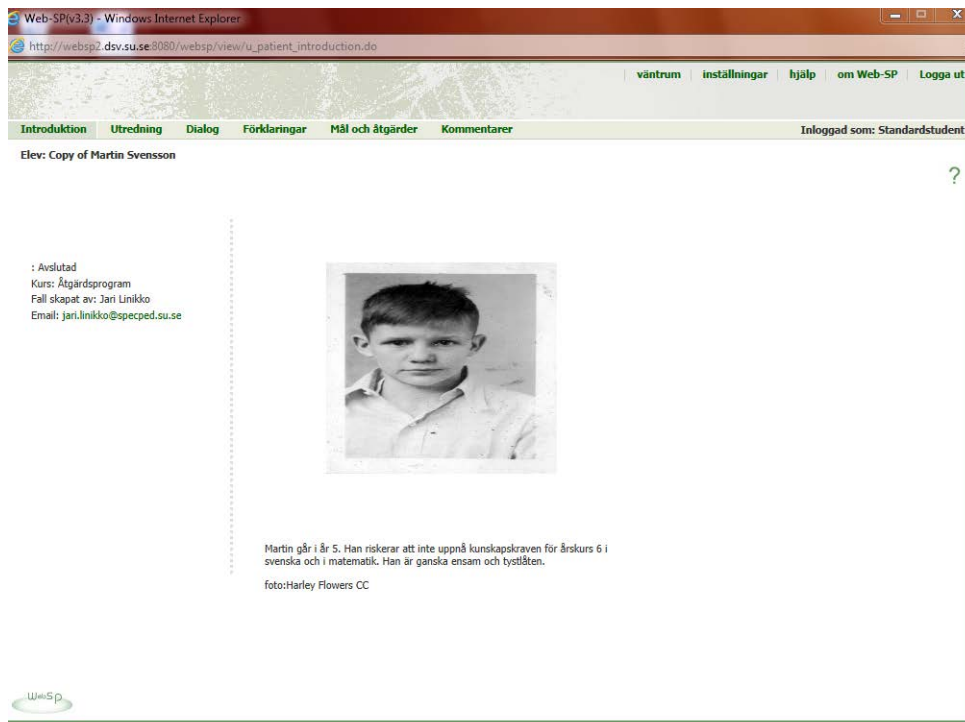 Web-SP(v3.3) - Windows Internet Explorer
http://websp2.dsv.su.se:8080/websp/view/u_patient_introduction.do
väntrum inställningar hjälp om Web-SP Logga ut
Introduktion Utredning Dialog Förklaringar Mål och åtgärder Kommentarer Inloggad som: Standardstudent
Elev: Copy of Martin Svensson
?
: Avslutad
Kurs: Åtgärdsprogram
Fall skapat av: Jari Linikko
Email: jari.linikko@specped.su.se
Martin går i år 5. Han riskerar att inte uppnå kunskapskraven för årskurs 6 i
svenska och i matematik. Han är ganska ensam och tystlåten.
foto:Harley Flowers CC
WebSP